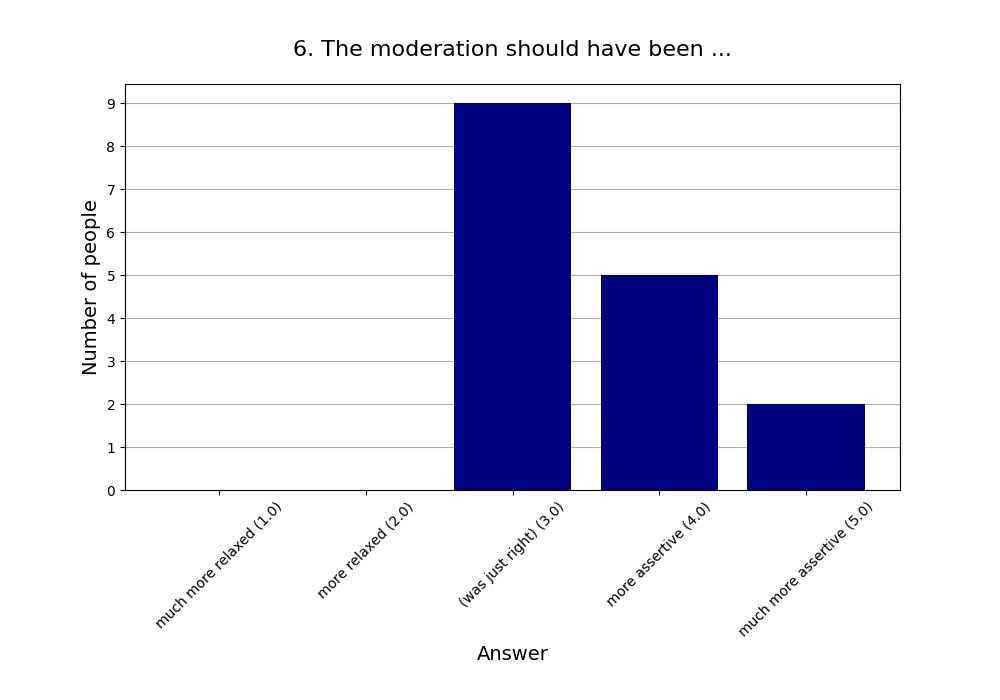 6. The moderation should have been ...
Number of people
9
8
7
6
5
4
3
2
1
0
much more relaxed (1.0)
more relaxed (2.0)
(was just right) (3.0)
more assertive (4.0)
much more assertive (5.0)
Answer